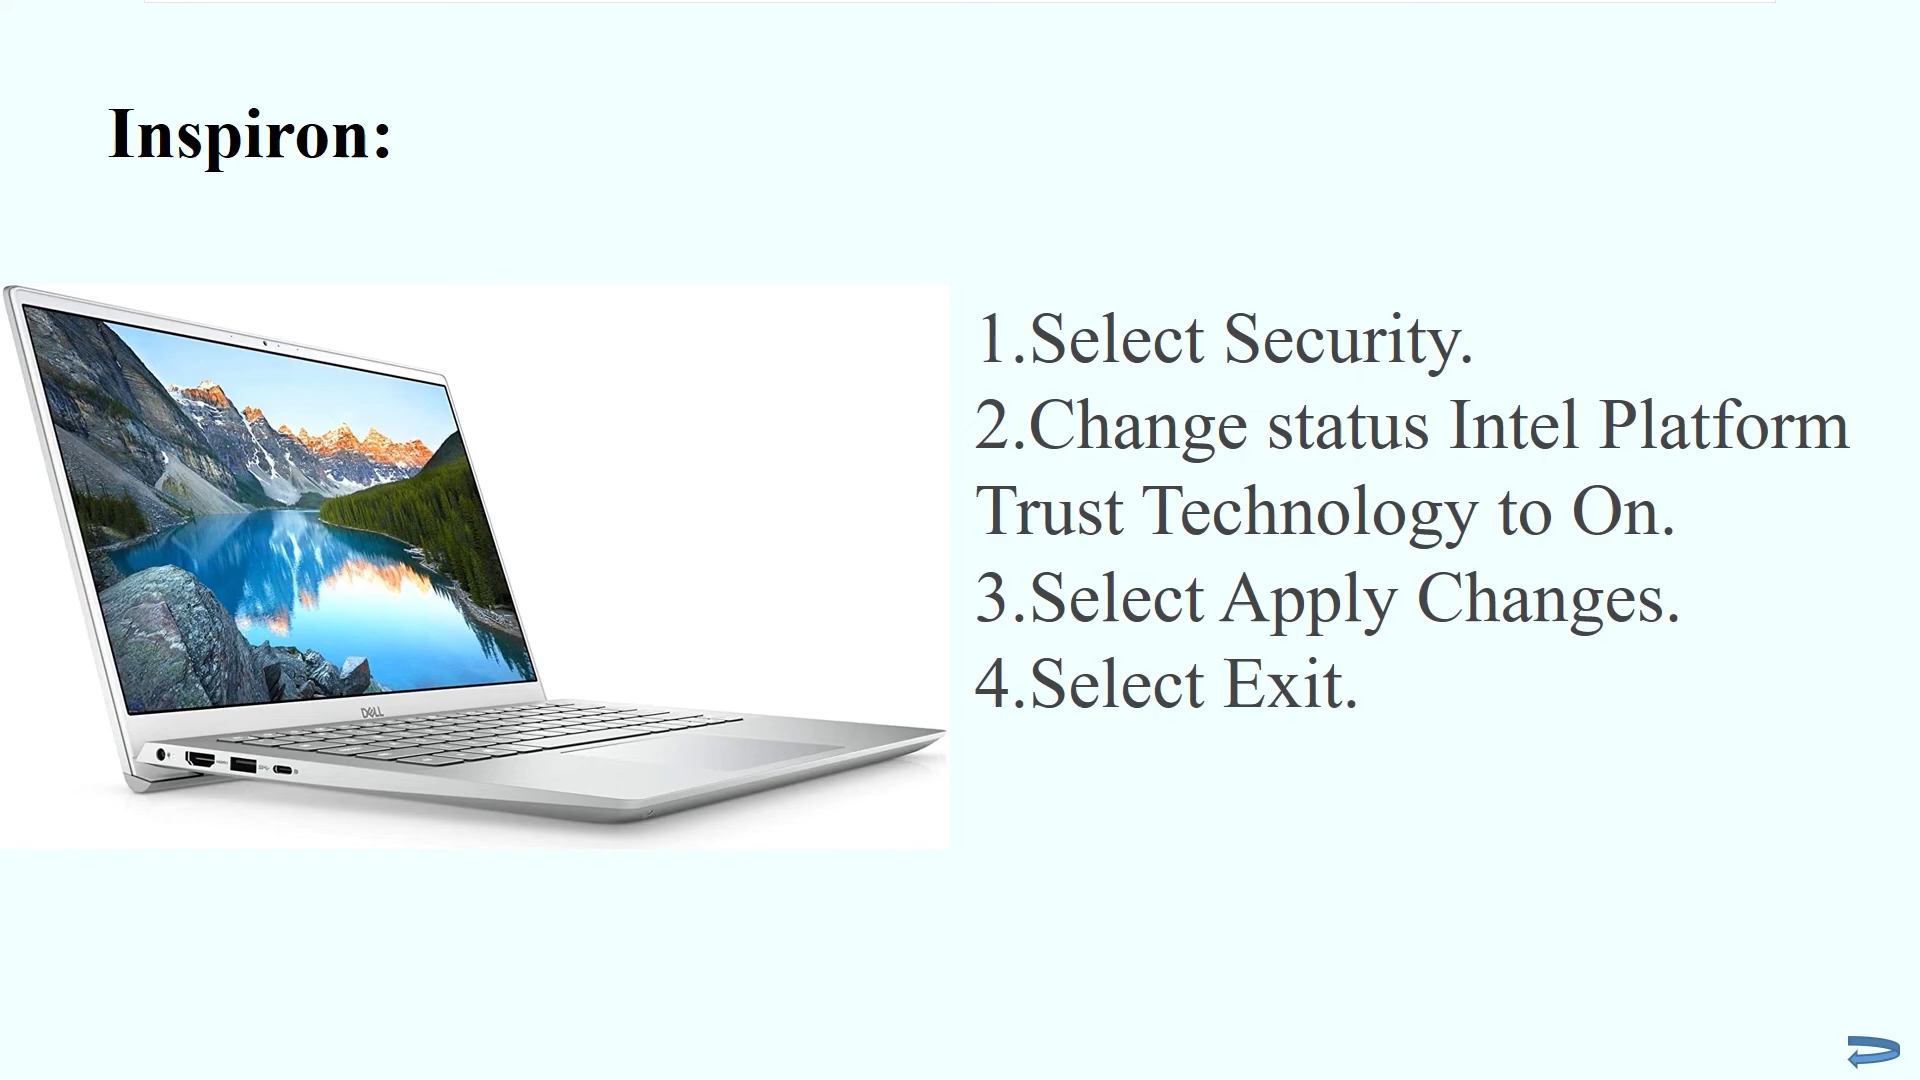 Inspiron:
1.Select Security.
2.Change status Intel Platform
Trust Technology to On.
3.Select Apply Changes.
4.Select Exit.
DELL